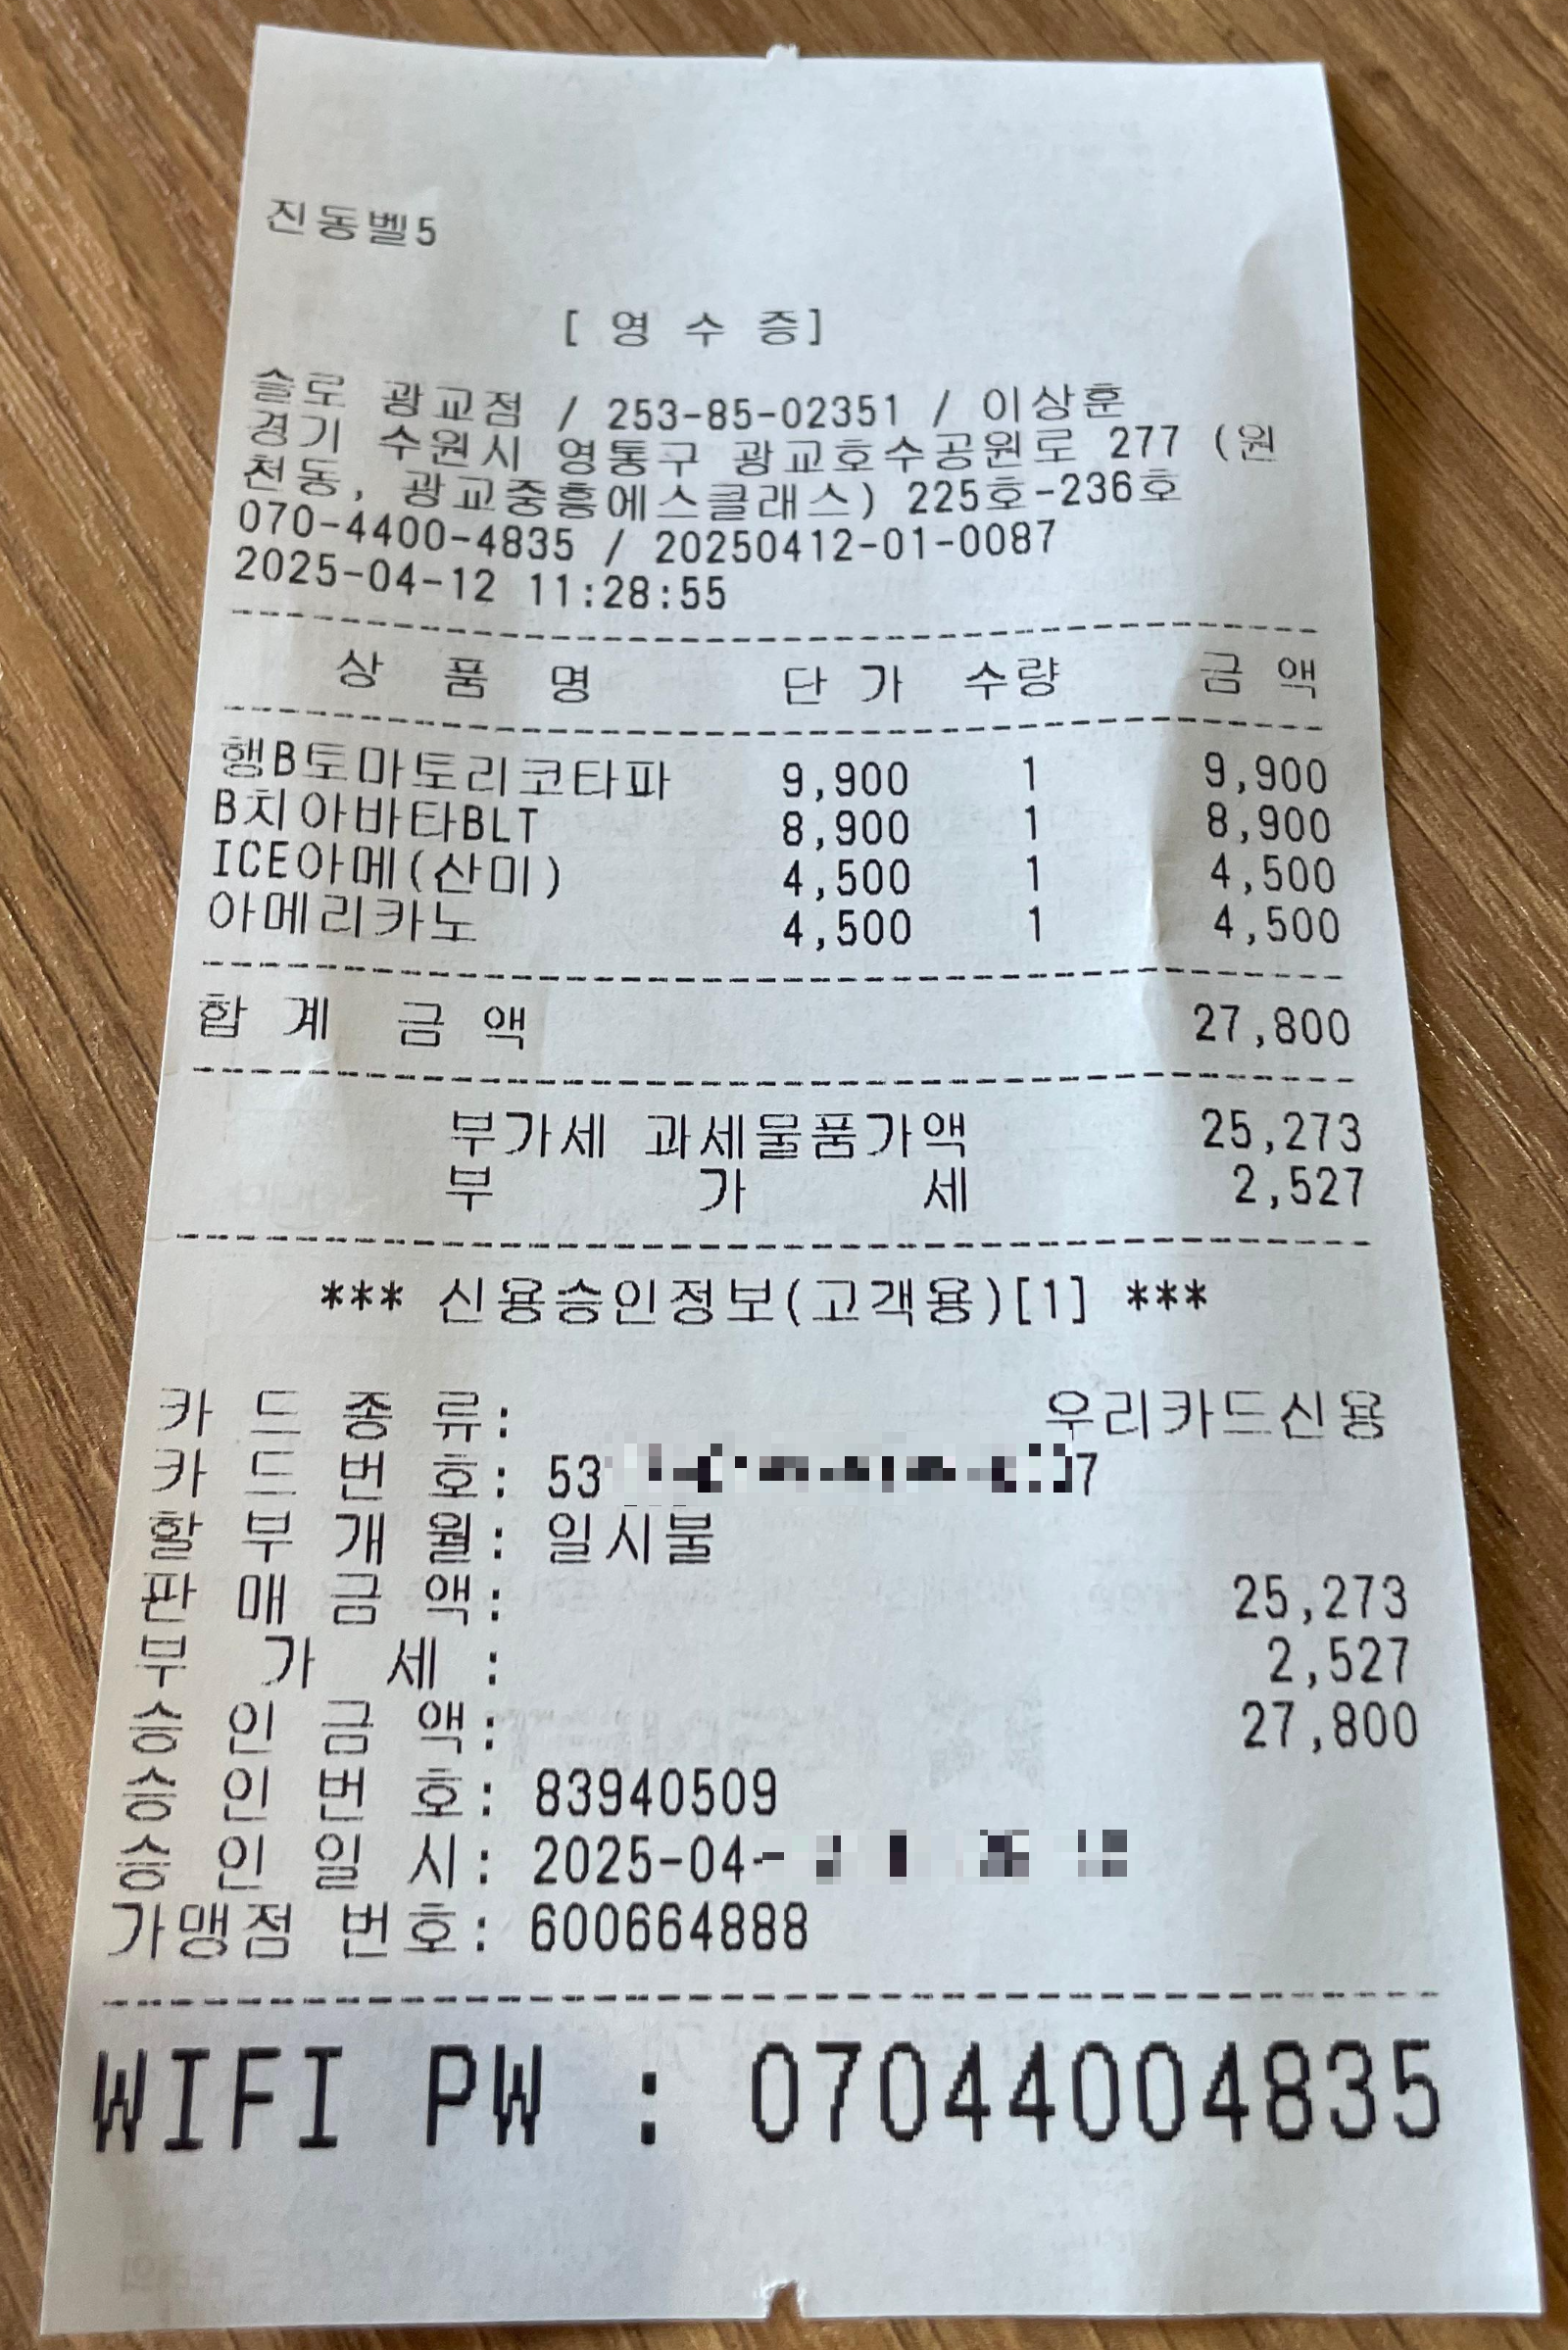 진동벨5
[ 영 수 증]
슬로 광교점 / 253-85-02351 / 이상훈
경기 수원시 영통구 광교호수공원로 277 (원
천동, 광교중흥에스클래스) 225호-236호
070-4400-4835 / 20250412-01-0087
2025-04-12 11:28:55
상 품 명 단 가 수량 금 액
행B토마토리코타파 9,900 1 9,900
B치아바타BLT 8,900 1 8,900
ICE아메(산미) 4,500 1 4,500
아메리카노 4,500 1 4,500
합 계 금 액 27,800
부가세 과세물품가액 25,273
부 가 세 2,527
*** 신용승인정보(고객용)[1] ***
카 드 종 류: 우리카드신용
카 드 번 호: 53 7
할 부 개 월: 일시불
판 매 금 액: 25,273
부 가 세 : 2,527
승 인 금 액: 27,800
승 인 번 호: 83940509
승 인 일 시: 2025-04-
가맹점 번호: 600664888
WIFI PW : 07044004835